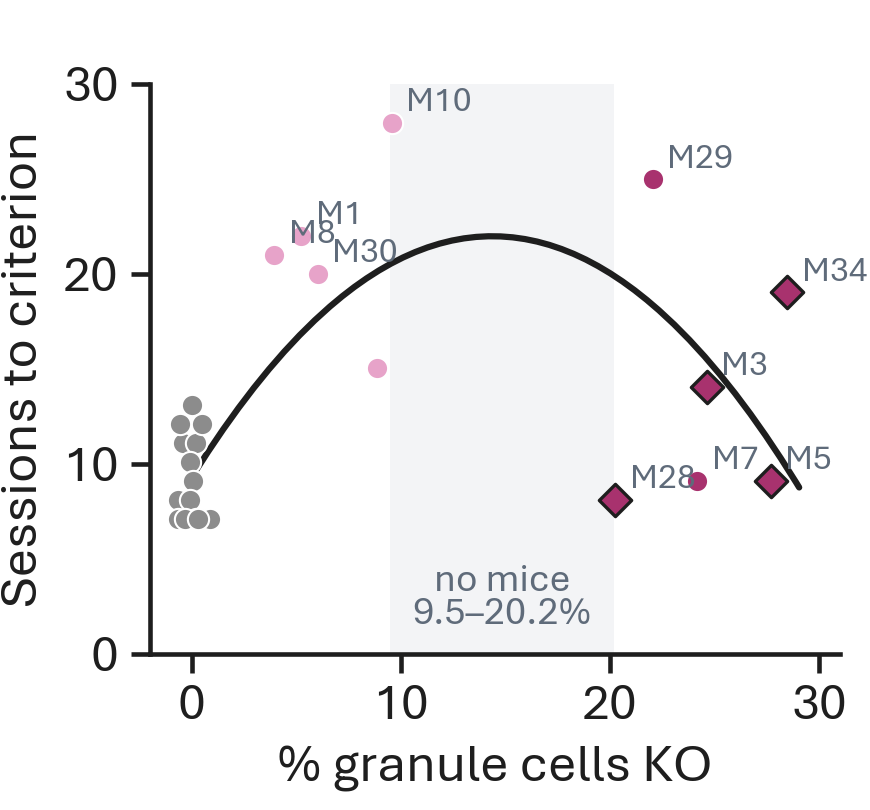 30
M10
M29
M1
M8
M30
20
M34
M3
10
M28
M7
M5
no mice
9.5–20.2%
0
0 10 20 30
% granule cells KO
Sessions to criterion